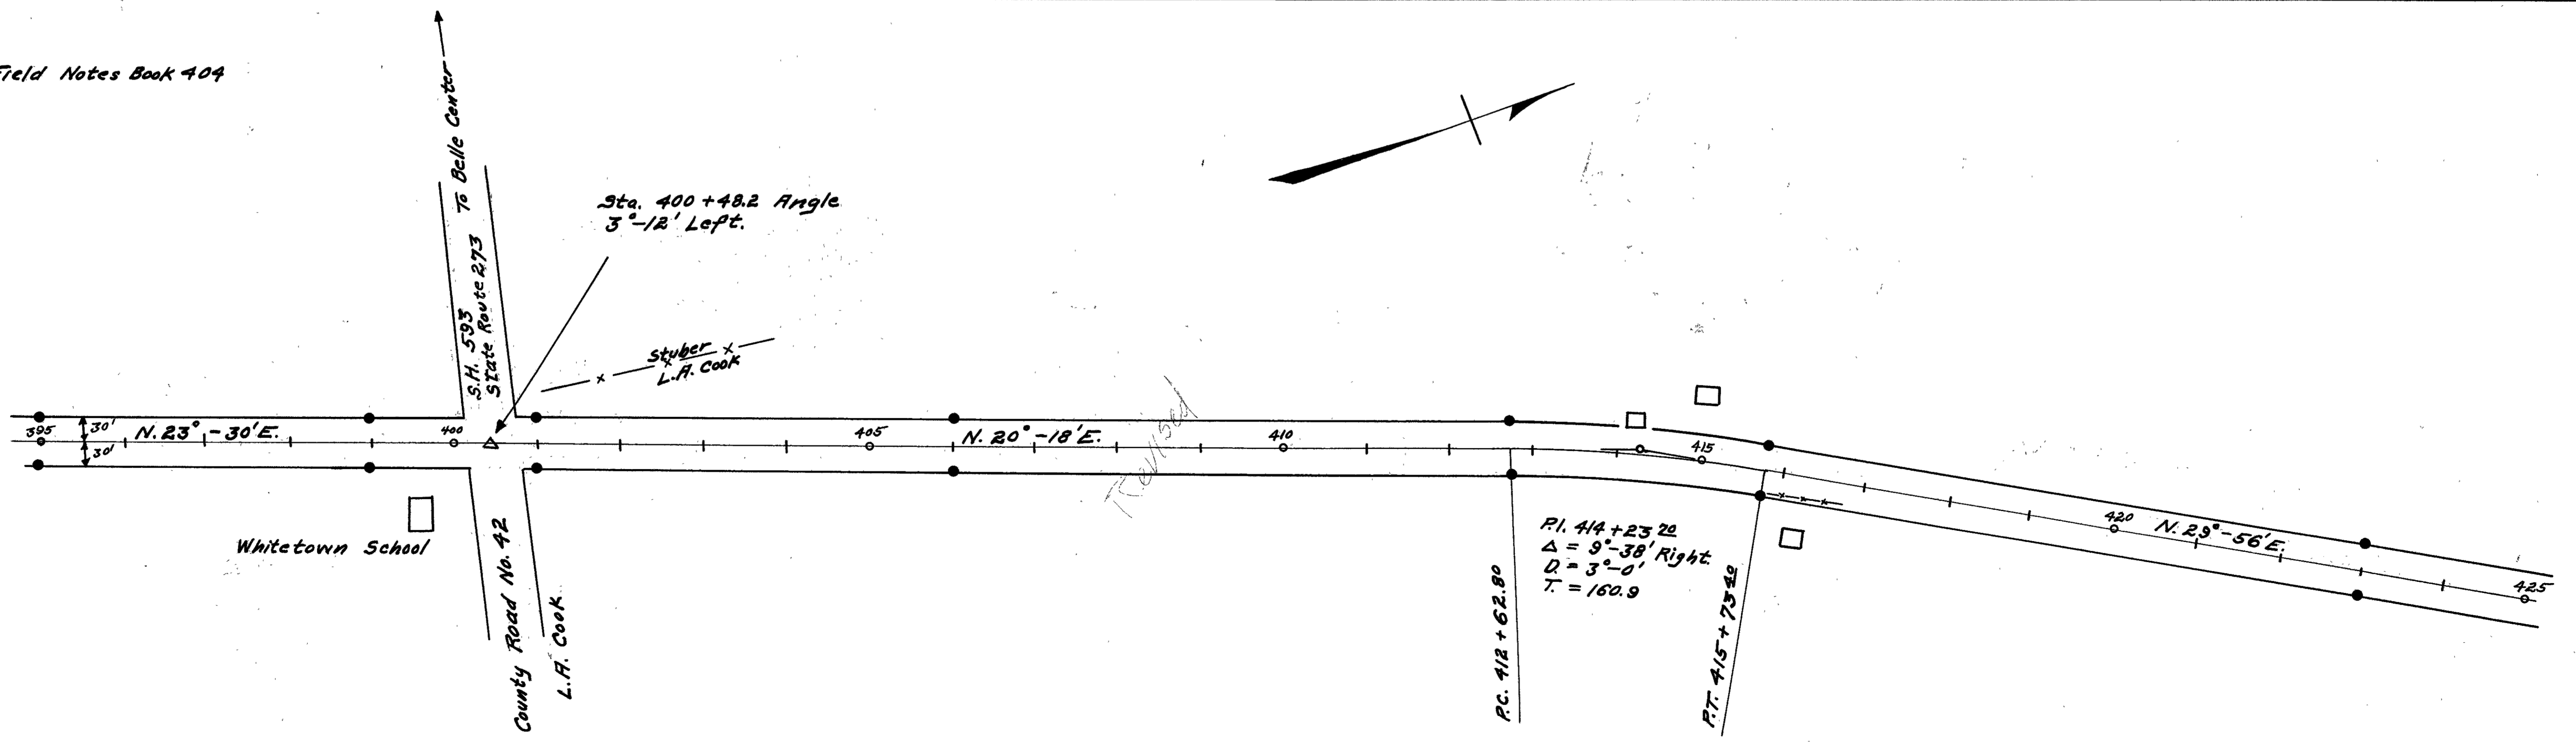 Field Notes Book 404
To Belle Center
S.H. 593
State Route 273
Sta. 400 + 48.2 Angle
3°-12' Left.
Stuber
L.A. Cook
395
30'
30'
N. 23°-30' E.
400
405
N. 20°-18' E.
410
415
420
N. 29°-56' E.
425
Revised
Whitetown School
County Road No. 42
L.A. Cook
P.C. 412 + 62.80
P.I. 414 + 23 20
Δ = 9°-38' Right.
D. = 3°-0'
T. = 160.9
P.T. 415 + 73 40